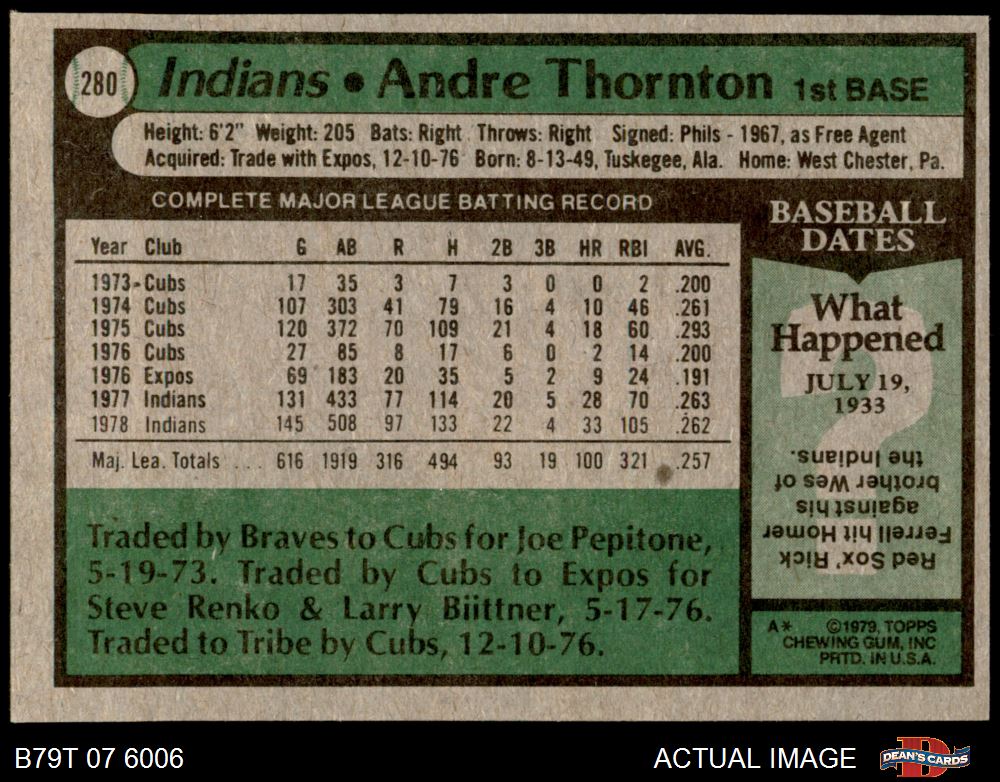 280 Indians • Andre Thornton 1st BASE
Height: 6'2" Weight: 205 Bats: Right Throws: Right Signed: Phils - 1967, as Free Agent
Acquired: Trade with Expos, 12-10-76 Born: 8-13-49, Tuskegee, Ala. Home: West Chester, Pa.
COMPLETE MAJOR LEAGUE BATTING RECORD
Year Club G AB R H 2B 3B HR RBI AVG.
1973-Cubs 17 35 3 7 3 0 0 2 .200
1974 Cubs 107 303 41 79 16 4 10 46 .261
1975 Cubs 120 372 70 109 21 4 18 60 .293
1976 Cubs 27 85 8 17 6 0 2 14 .200
1976 Expos 69 183 20 35 5 2 9 24 .191
1977 Indians 131 433 77 114 20 5 28 70 .263
1978 Indians 145 508 97 133 22 4 33 105 .262
Maj. Lea. Totals ... 616 1919 316 494 93 19 100 321 .257
Traded by Braves to Cubs for Joe Pepitone,
5-19-73. Traded by Cubs to Expos for
Steve Renko & Larry Biittner, 5-17-76.
Traded to Tribe by Cubs, 12-10-76.
BASEBALL
DATES
What
Happened
JULY 19,
1933
?
Red Sox' Rick
Ferrell hit Homer
against his
brother Wes of
the Indians.
A* ©1979, TOPPS
CHEWING GUM, INC
PRTD. IN U.S.A.
B79T 07 6006
ACTUAL IMAGE
D
DEAN'S CARDS